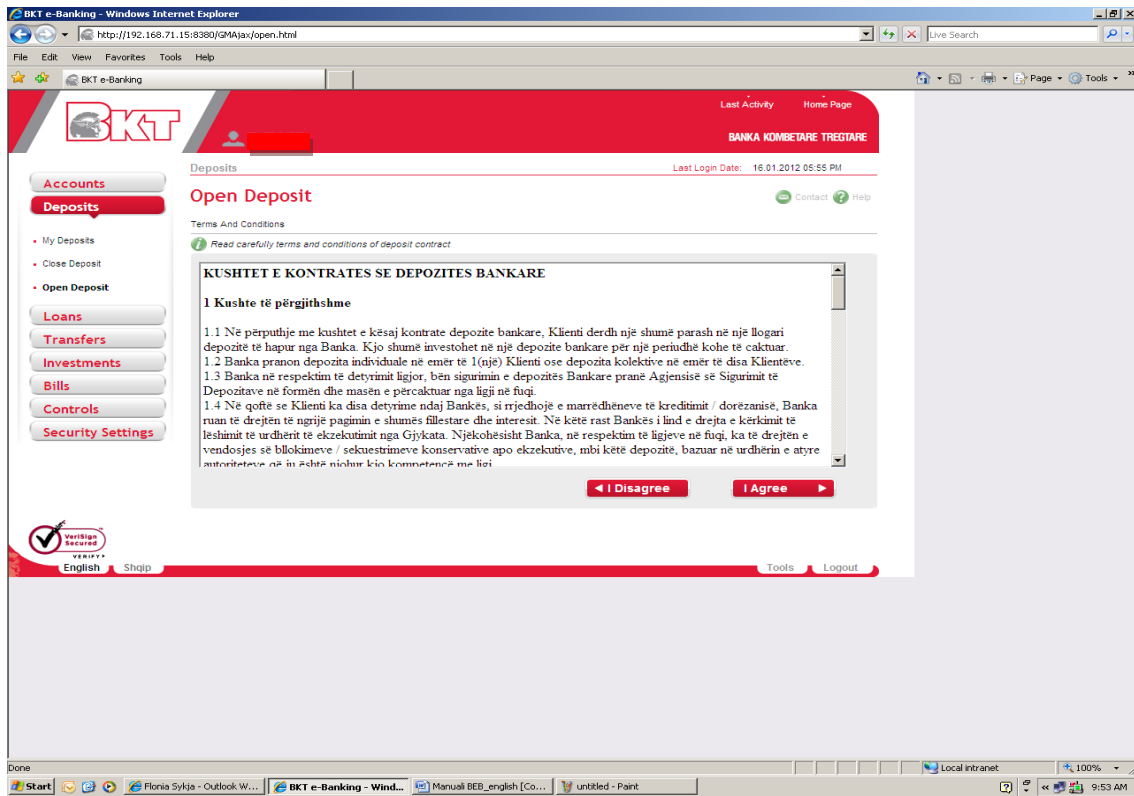 BKT e-Banking - Windows Internet Explorer
http://192.168.71.15:8380/GMAjax/open.html
Live Search
File Edit View Favorites Tools Help
BKT e-Banking
Page Tools
BKT
Last Activity Home Page
BANKA KOMBETARE TREGTARE
Deposits
Last Login Date: 16.01.2012 05:55 PM
Accounts
Deposits
My Deposits
Close Deposit
Open Deposit
Loans
Transfers
Investments
Bills
Controls
Security Settings
Open Deposit
Contact Help
Terms And Conditions
Read carefully terms and conditions of deposit contract
KUSHTET E KONTRATES SE DEPOZITES BANKARE
1 Kushte të përgjithshme
1.1 Në përputhje me kushtet e kësaj kontrate depozite bankare, Klienti derdh një shumë parash në një llogari
depozitë të hapur nga Banka. Kjo shumë investohet në një depozite bankare për një periudhë kohe të caktuar.
1.2 Banka pranon depozita individuale në emër të 1(një) Klienti ose depozita kolektive në emër të disa Klientëve.
1.3 Banka në respektim të detyrimit ligjor, bën sigurimin e depozitës Bankare pranë Agjensisë së Sigurimit të
Depozitave në formën dhe masën e përcaktuar nga ligji në fuqi.
1.4 Në qoftë se Klienti ka disa detyrime ndaj Bankës, si rrjedhojë e marrëdhëneve të kreditimit / dorëzanisë, Banka
ruan të drejtën të ngrijë pagimin e shumës fillestare dhe interesit. Në këtë rast Bankës i lind e drejta e kërkimit të
lëshimit të urdhërit të ekzekutimit nga Gjykata. Njëkohësisht Banka, në respektim të ligjeve në fuqi, ka të drejtën e
vendosjes së bllokimeve / sekuestrimeve konservative apo ekzekutive, mbi këtë depozitë, bazuar në urdhërin e atyre
autoriteteve që ju është njohur kjo kompetencë me ligj
I Disagree I Agree
VeriSign
Secured
VERIFY
English Shqip
Tools Logout
Done
Local intranet
100%
Start
Flonia Sykja - Outlook W...
BKT e-Banking - Wind...
Manuali BEB_english [Co...
untitled - Paint
9:53 AM